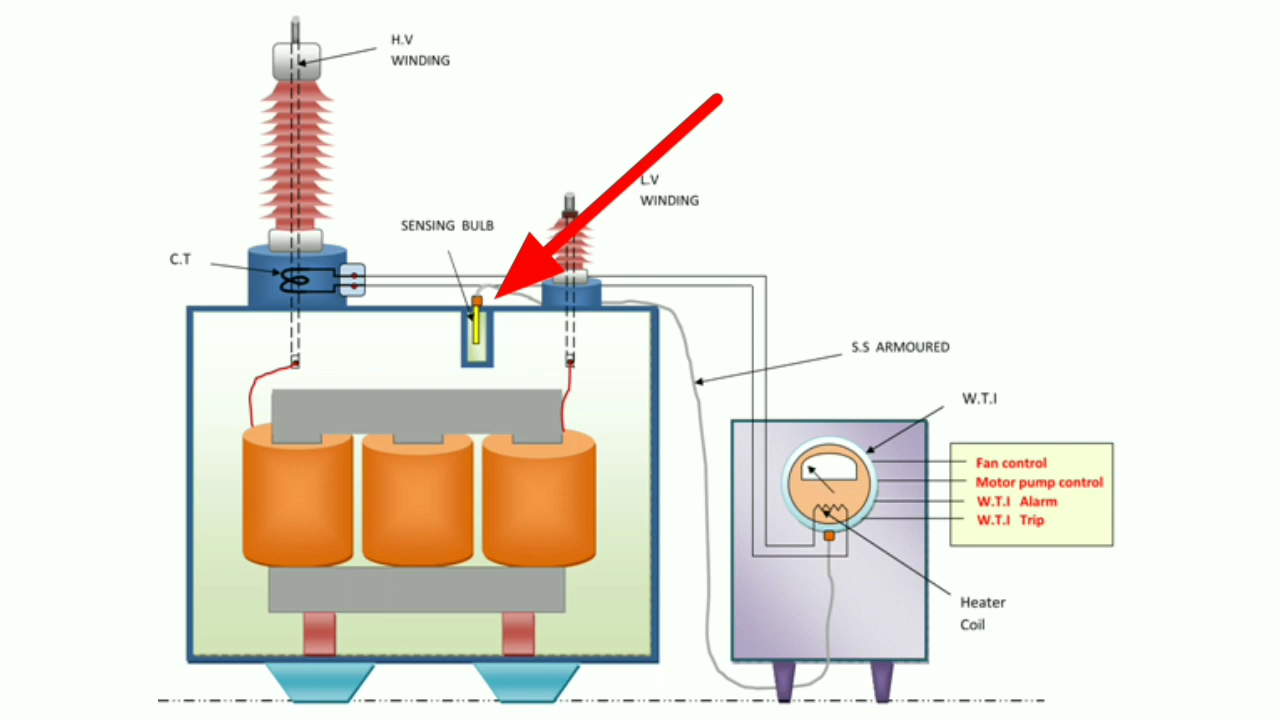 H.V
WINDING
L.V
WINDING
SENSING BULB
C.T
S.S ARMOURED
W.T.I
Fan control
Motor pump control
W.T.I Alarm
W.T.I Trip
Heater
Coil